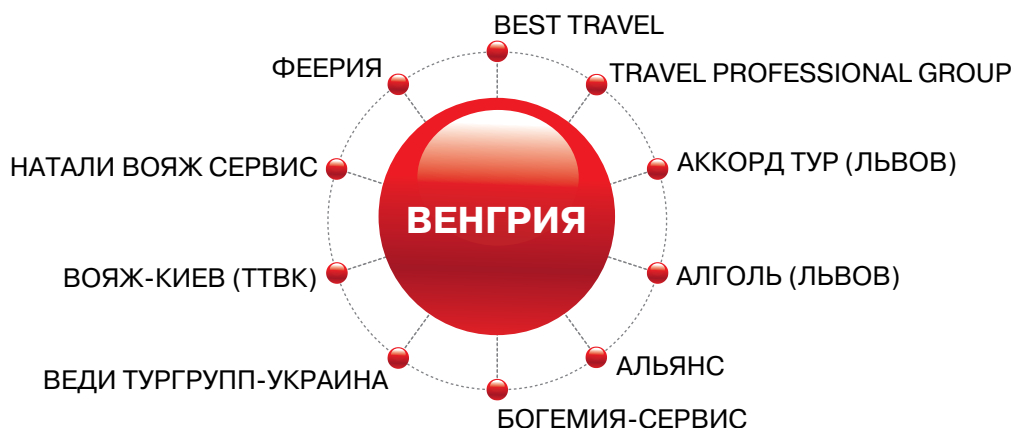 BEST TRAVEL
ФЕЕРИЯ
TRAVEL PROFESSIONAL GROUP
НАТАЛИ ВОЯЖ СЕРВИС
АККОРД ТУР (ЛЬВОВ)
ВЕНГРИЯ
ВОЯЖ-КИЕВ (ТТВК)
АЛГОЛЬ (ЛЬВОВ)
ВЕДИ ТУРГРУПП-УКРАИНА
АЛЬЯНС
БОГЕМИЯ-СЕРВИС